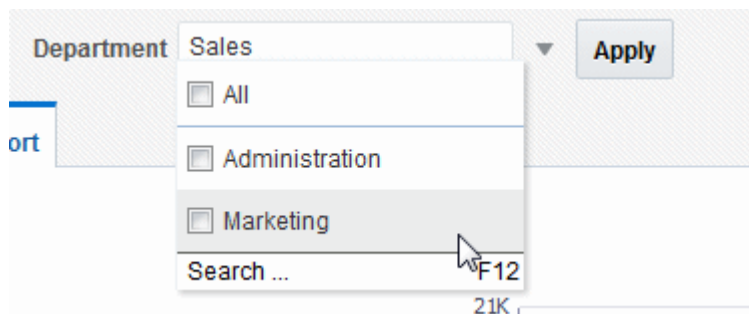 Department Sales Apply
All
ort
Administration
Marketing
Search ... F12
21K